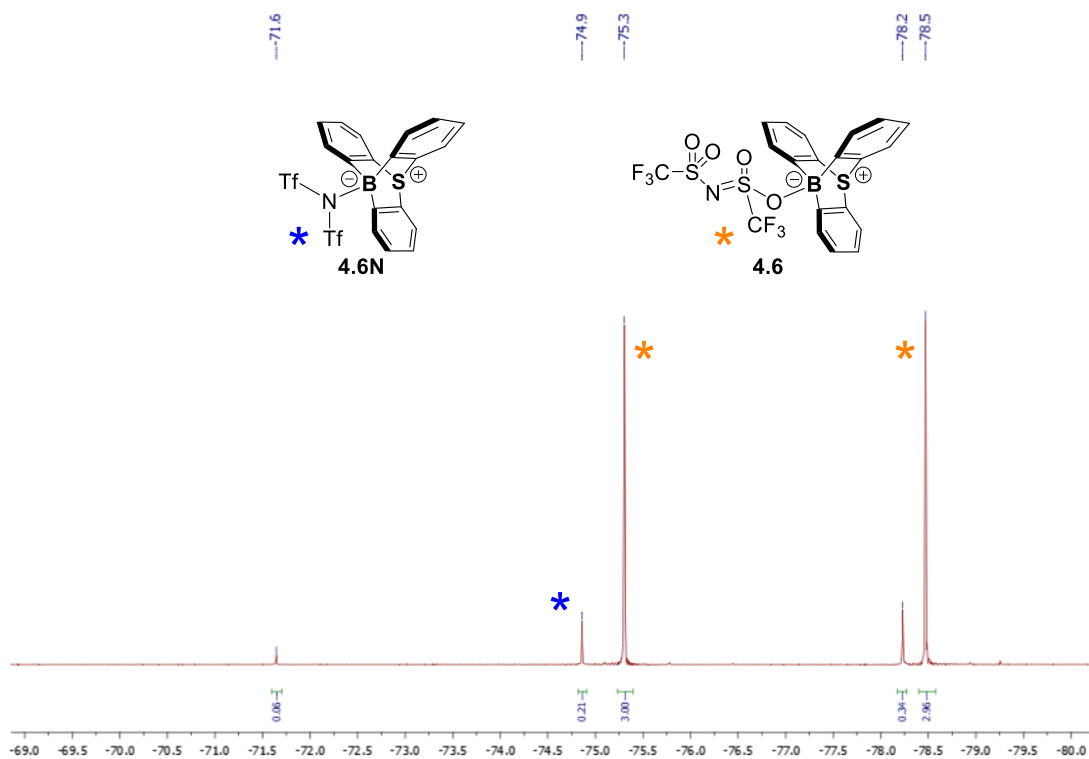 -71.6 -74.9 -75.3 -78.2 -78.5
Tf N Tf B ⊖ S ⊕
4.6N
F3C S O O N S O CF3 O B ⊖ S ⊕
4.6
* * * * *
0.06 0.21 3.00 0.34 2.96
-69.0 -69.5 -70.0 -70.5 -71.0 -71.5 -72.0 -72.5 -73.0 -73.5 -74.0 -74.5 -75.0 -75.5 -76.0 -76.5 -77.0 -77.5 -78.0 -78.5 -79.0 -79.5 -80.0